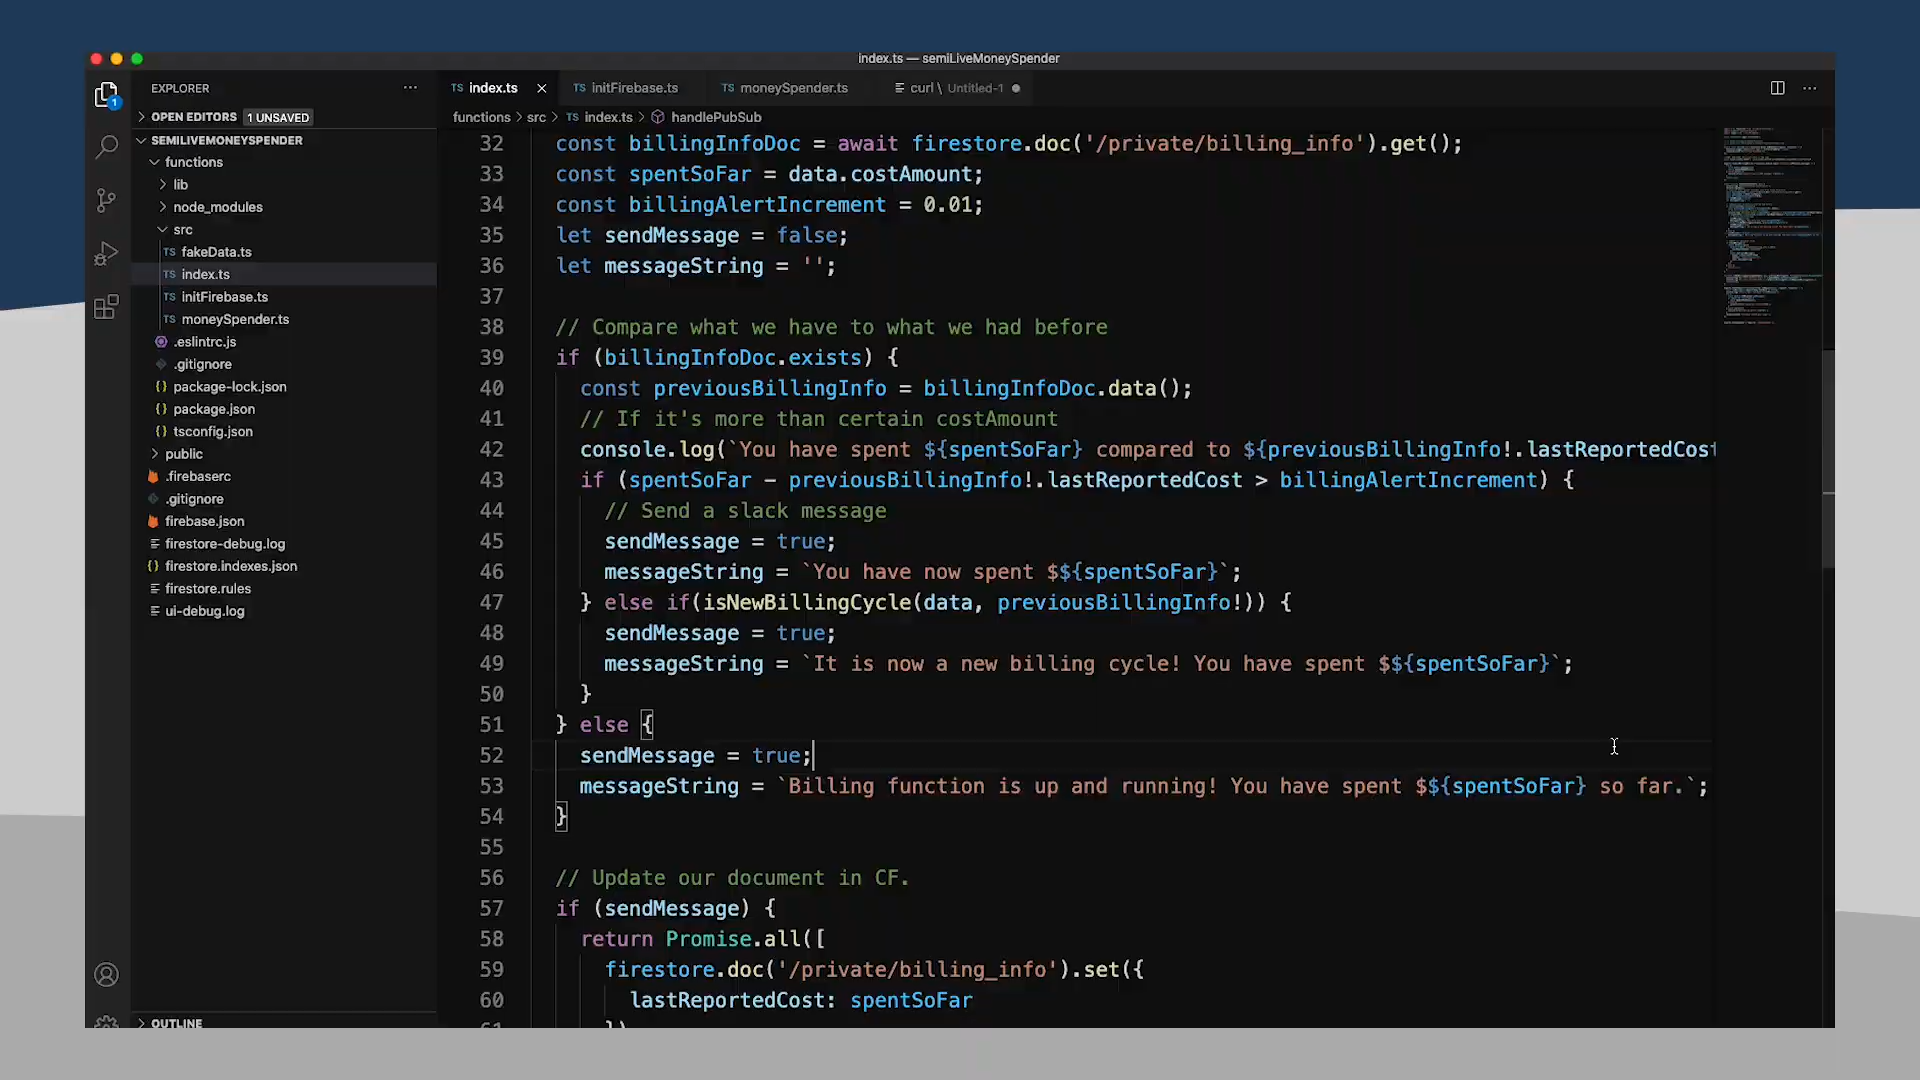 index.ts — semiLiveMoneySpender
EXPLORER
OPEN EDITORS 1 UNSAVED
SEMILIVEMONEYSPENDER
functions
lib
node_modules
src
TS fakeData.ts
TS index.ts
TS initFirebase.ts
TS moneySpender.ts
.eslintrc.js
.gitignore
{} package-lock.json
{} package.json
{} tsconfig.json
public
.firebaserc
.gitignore
firebase.json
firestore-debug.log
{} firestore.indexes.json
firestore.rules
ui-debug.log
OUTLINE
1
TS index.ts
TS initFirebase.ts
TS moneySpender.ts
curl \ Untitled-1
functions > src > TS index.ts > handlePubSub
32 const billingInfoDoc = await firestore.doc('/private/billing_info').get();
33 const spentSoFar = data.costAmount;
34 const billingAlertIncrement = 0.01;
35 let sendMessage = false;
36 let messageString = '';
37
38 // Compare what we have to what we had before
39 if (billingInfoDoc.exists) {
40 const previousBillingInfo = billingInfoDoc.data();
41 // If it's more than certain costAmount
42 console.log(`You have spent ${spentSoFar} compared to ${previousBillingInfo!.lastReportedCost
43 if (spentSoFar - previousBillingInfo!.lastReportedCost > billingAlertIncrement) {
44 // Send a slack message
45 sendMessage = true;
46 messageString = `You have now spent $${spentSoFar}`;
47 } else if(isNewBillingCycle(data, previousBillingInfo!)) {
48 sendMessage = true;
49 messageString = `It is now a new billing cycle! You have spent $${spentSoFar}`;
50 }
51 } else {
52 sendMessage = true;
53 messageString = `Billing function is up and running! You have spent $${spentSoFar} so far.`;
54 }
55
56 // Update our document in CF.
57 if (sendMessage) {
58 return Promise.all([
59 firestore.doc('/private/billing_info').set({
60 lastReportedCost: spentSoFar
61 })